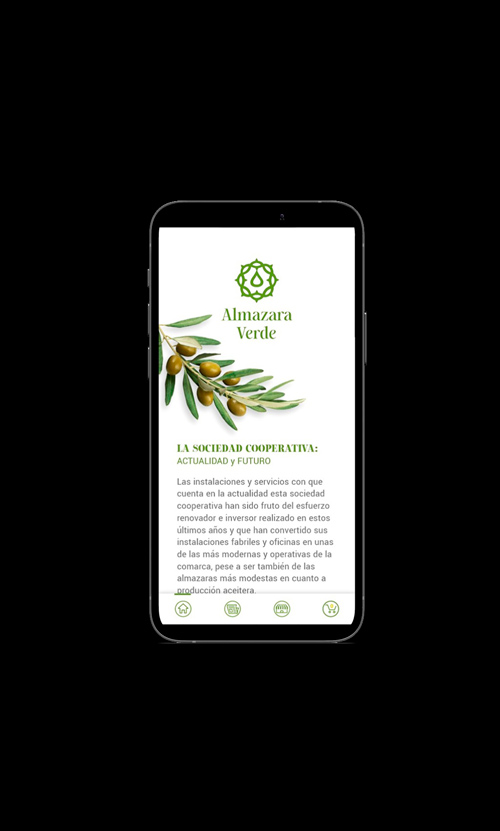 Almazara
Verde
LA SOCIEDAD COOPERATIVA:
ACTUALIDAD y FUTURO
Las instalaciones y servicios con que
cuenta en la actualidad esta sociedad
cooperativa han sido fruto del esfuerzo
renovador e inversor realizado en estos
últimos años y que han convertido sus
instalaciones fabriles y oficinas en unas
de las más modernas y operativas de la
comarca, pese a ser también de las
almazaras más modestas en cuanto a
producción aceitera.